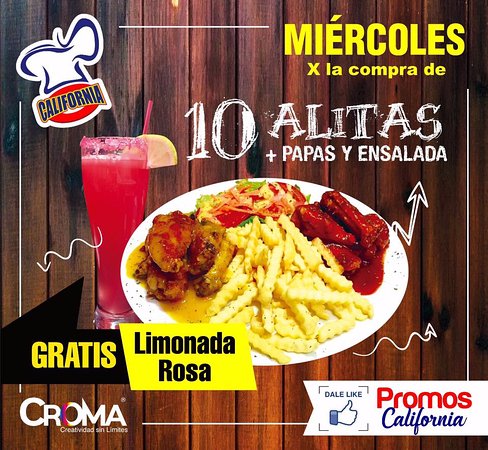 CALIFORNIA
MIÉRCOLES
X la compra de
10 ALITAS
+ PAPAS Y ENSALADA
GRATIS
Limonada
Rosa
CROMA®
Creatividad sin Límites
DALE LIKE
Promos
California